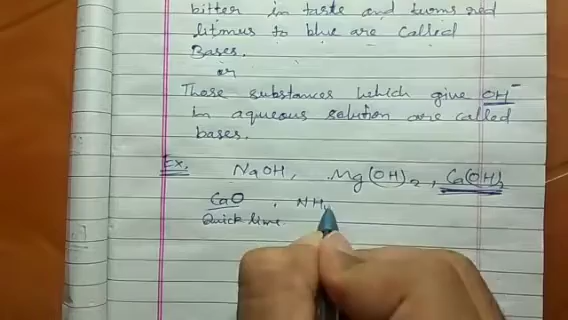 bitter in taste and turns red
litmus to blue are called
Bases.
or
Those substances which give OH⁻
in aqueous solution are called
bases.
Ex. NaOH, Mg(OH)₂, Ca(OH)₂
CaO, NH
Quick lime